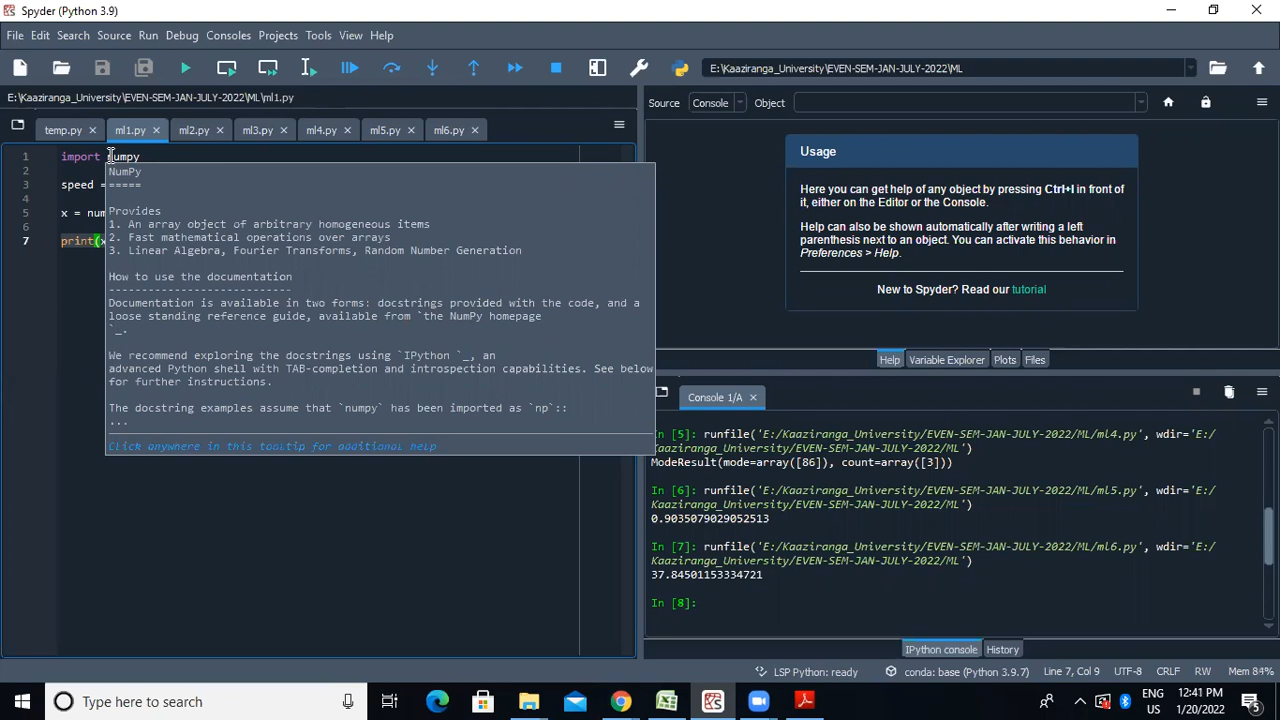 Spyder (Python 3.9)
File Edit Search Source Run Debug Consoles Projects Tools View Help
E:\Kaaziranga_University\EVEN-SEM-JAN-JULY-2022\ML
E:\Kaaziranga_University\EVEN-SEM-JAN-JULY-2022\ML\ml1.py
temp.py ml1.py ml2.py ml3.py ml4.py ml5.py ml6.py
1 import numpy
2
3 speed =
4
5 x = num
6
7 print(x
NumPy
=====
Provides
1. An array object of arbitrary homogeneous items
2. Fast mathematical operations over arrays
3. Linear Algebra, Fourier Transforms, Random Number Generation
How to use the documentation
----------------------------
Documentation is available in two forms: docstrings provided with the code, and a
loose standing reference guide, available from `the NumPy homepage
`_.
We recommend exploring the docstrings using `IPython `_, an
advanced Python shell with TAB-completion and introspection capabilities. See below
for further instructions.
The docstring examples assume that `numpy` has been imported as `np`::
...
Click anywhere in this tooltip for additional help
Source Console Object
Usage
Here you can get help of any object by pressing Ctrl+I in front of
it, either on the Editor or the Console.
Help can also be shown automatically after writing a left
parenthesis next to an object. You can activate this behavior in
Preferences > Help.
New to Spyder? Read our tutorial
Help Variable Explorer Plots Files
Console 1/A
In [5]: runfile('E:/Kaaziranga_University/EVEN-SEM-JAN-JULY-2022/ML/ml4.py', wdir='E:/
Kaaziranga_University/EVEN-SEM-JAN-JULY-2022/ML')
ModeResult(mode=array([86]), count=array([3]))
In [6]: runfile('E:/Kaaziranga_University/EVEN-SEM-JAN-JULY-2022/ML/ml5.py', wdir='E:/
Kaaziranga_University/EVEN-SEM-JAN-JULY-2022/ML')
0.9035079029052513
In [7]: runfile('E:/Kaaziranga_University/EVEN-SEM-JAN-JULY-2022/ML/ml6.py', wdir='E:/
Kaaziranga_University/EVEN-SEM-JAN-JULY-2022/ML')
37.84501153334721
In [8]:
IPython console History
LSP Python: ready conda: base (Python 3.9.7) Line 7, Col 9 UTF-8 CRLF RW Mem 84%
Type here to search
ENG
US
12:41 PM
1/20/2022